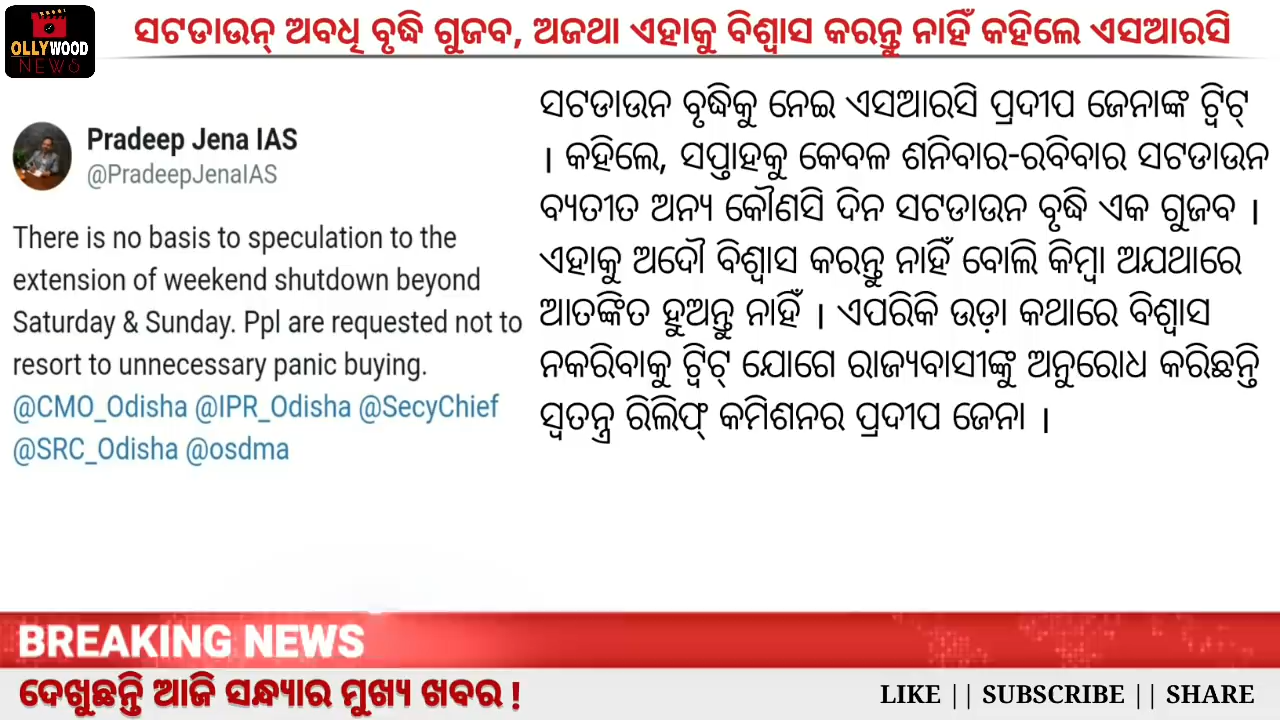 OLLYWOOD
NEWS
ସଟଡାଉନ୍ ଅବଧି ବୃଦ୍ଧି ଗୁଜବ, ଅଜଥା ଏହାକୁ ବିଶ୍ୱାସ କରନ୍ତୁ ନାହିଁ କହିଲେ ଏସଆରସି
Pradeep Jena IAS
@PradeepJenaIAS
There is no basis to speculation to the
extension of weekend shutdown beyond
Saturday & Sunday. Ppl are requested not to
resort to unnecessary panic buying.
@CMO_Odisha @IPR_Odisha @SecyChief
@SRC_Odisha @osdma
ସଟଡାଉନ ବୃଦ୍ଧିକୁ ନେଇ ଏସଆରସି ପ୍ରଦୀପ ଜେନାଙ୍କ ଟ୍ୱିଟ୍
। କହିଲେ, ସପ୍ତାହକୁ କେବଳ ଶନିବାର-ରବିବାର ସଟଡାଉନ
ବ୍ୟତୀତ ଅନ୍ୟ କୌଣସି ଦିନ ସଟଡାଉନ ବୃଦ୍ଧି ଏକ ଗୁଜବ ।
ଏହାକୁ ଅଦୌ ବିଶ୍ୱାସ କରନ୍ତୁ ନାହିଁ ବୋଲି କିମ୍ବା ଅଯଥାରେ
ଆତଙ୍କିତ ହୁଅନ୍ତୁ ନାହିଁ । ଏପରିକି ଉଡ଼ା କଥାରେ ବିଶ୍ୱାସ
ନକରିବାକୁ ଟ୍ୱିଟ୍ ଯୋଗେ ରାଜ୍ୟବାସୀଙ୍କୁ ଅନୁରୋଧ କରିଛନ୍ତି
ସ୍ୱତନ୍ତ୍ର ରିଲିଫ୍ କମିଶନର ପ୍ରଦୀପ ଜେନା ।
BREAKING NEWS
ଦେଖୁଛନ୍ତି ଆଜି ସନ୍ଧ୍ୟାର ମୁଖ୍ୟ ଖବର !
LIKE || SUBSCRIBE || SHARE